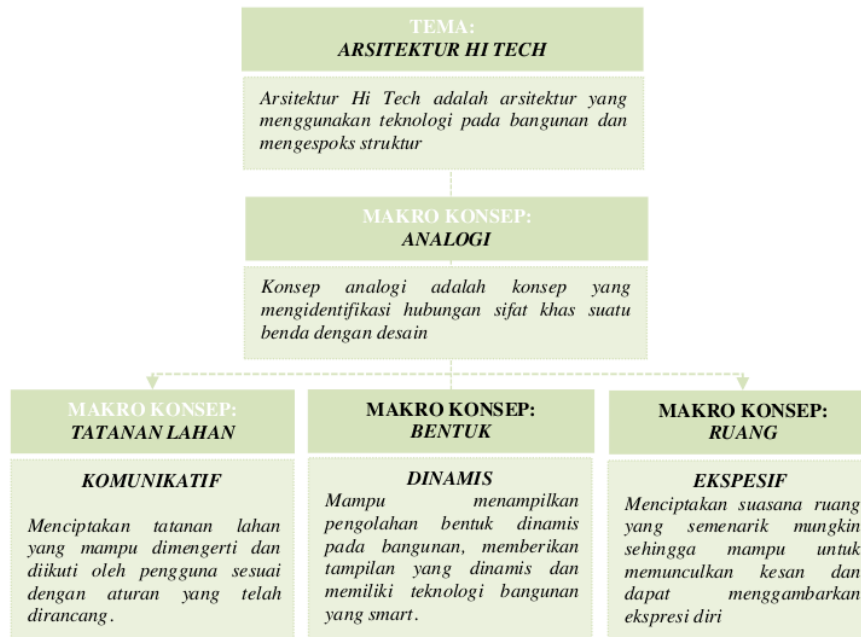 TEMA:
ARSITEKTUR HI TECH
Arsitektur Hi Tech adalah arsitektur yang
menggunakan teknologi pada bangunan dan
mengespoks struktur
MAKRO KONSEP:
ANALOGI
Konsep analogi adalah konsep yang
mengidentifikasi hubungan sifat khas suatu
benda dengan desain
MAKRO KONSEP:
TATANAN LAHAN
KOMUNIKATIF
Menciptakan tatanan lahan
yang mampu dimengerti dan
diikuti oleh pengguna sesuai
dengan aturan yang telah
dirancang.
MAKRO KONSEP:
BENTUK
DINAMIS
Mampu menampilkan
pengolahan bentuk dinamis
pada bangunan, memberikan
tampilan yang dinamis dan
memiliki teknologi bangunan
yang smart.
MAKRO KONSEP:
RUANG
EKSPESIF
Menciptakan suasana ruang
yang semenarik mungkin
sehingga mampu untuk
memunculkan kesan dan
dapat menggambarkan
ekspresi diri